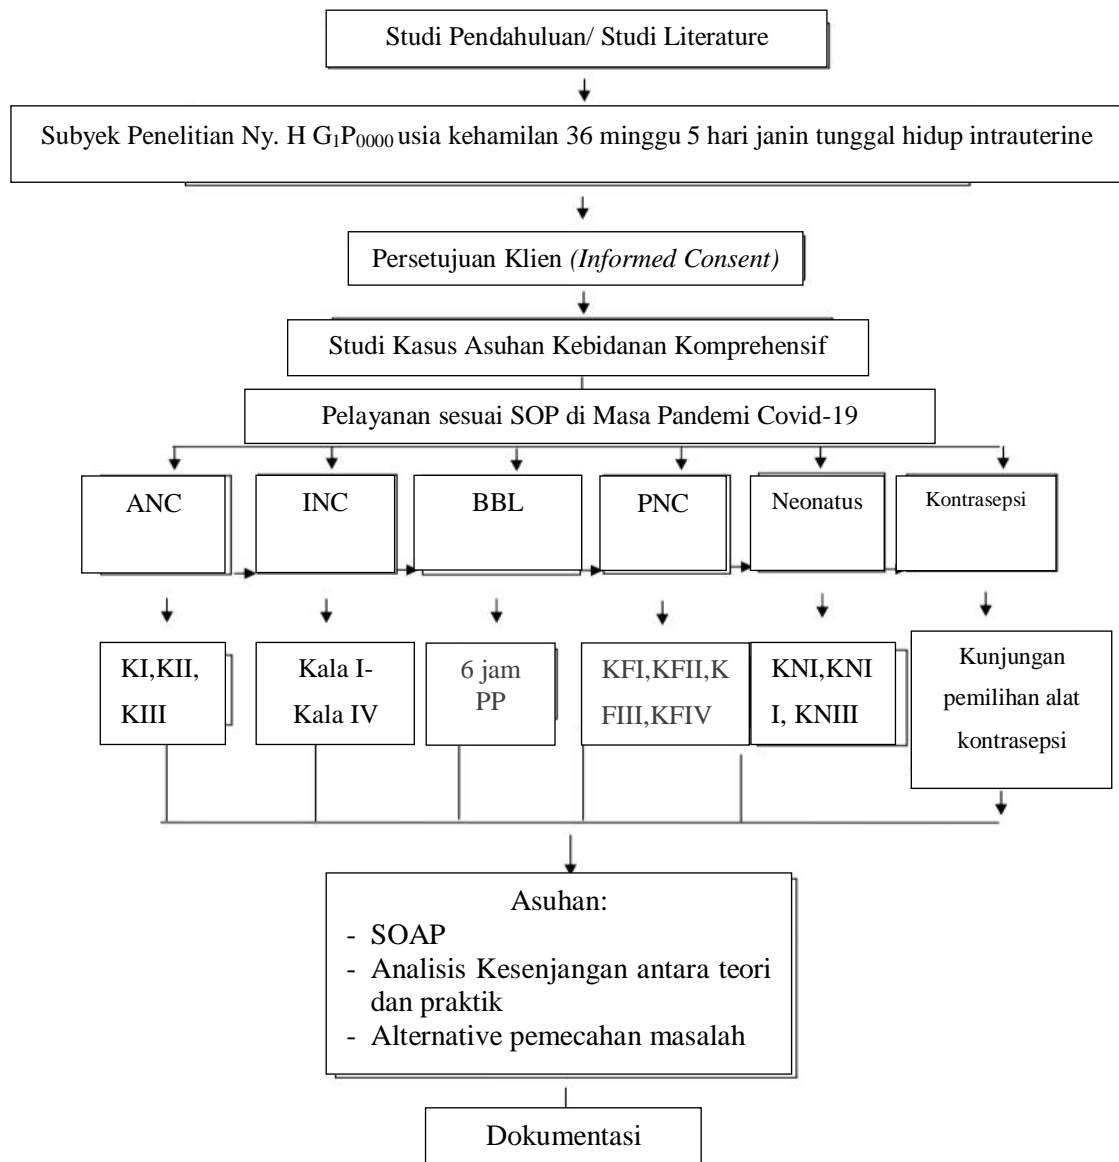 Studi Pendahuluan/ Studi Literature
Subyek Penelitian Ny. H G₁P₀₀₀₀ usia kehamilan 36 minggu 5 hari janin tunggal hidup intrauterine
Persetujuan Klien (Informed Consent)
Studi Kasus Asuhan Kebidanan Komprehensif
Pelayanan sesuai SOP di Masa Pandemi Covid-19
ANC
INC
BBL
PNC
Neonatus
Kontrasepsi
KI,KII,
KIII
Kala I-
Kala IV
6 jam
PP
KFI,KFII,K
FIII,KFIV
KNI,KNI
I, KNIII
Kunjungan
pemilihan alat
kontrasepsi
Asuhan:
- SOAP
- Analisis Kesenjangan antara teori
dan praktik
- Alternative pemecahan masalah
Dokumentasi